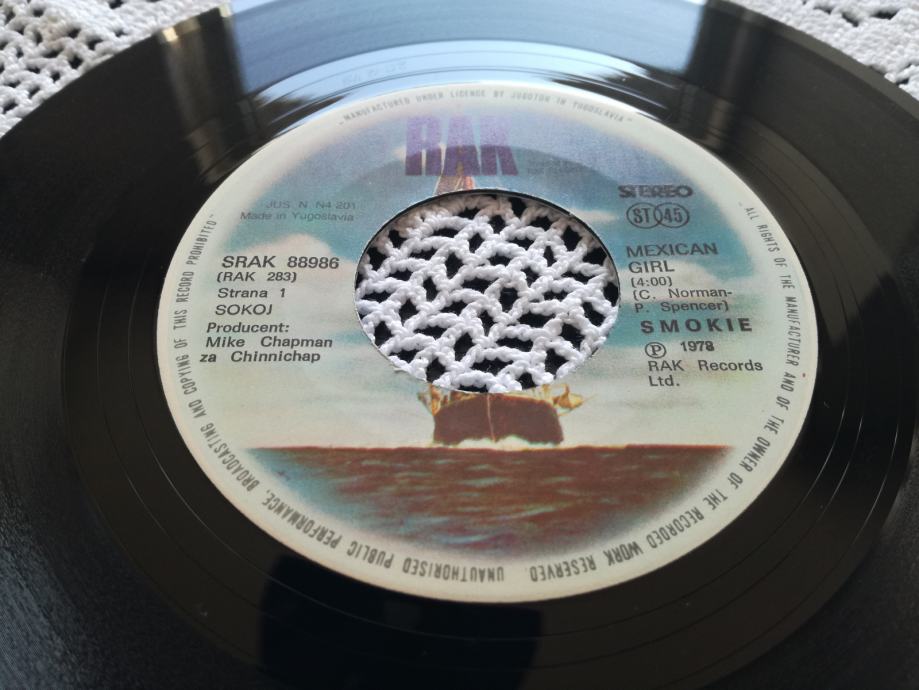 - MANUFACTURED UNDER LICENCE BY JUGOTON IN YUGOSLAVIA -
RAK
JUS. N. N4 201
Made in Yugoslavia
SRAK 88986
(RAK 283)
Strana 1
SOKOJ
Producent:
Mike Chapman
za Chinnichap
STEREO
ST 45
MEXICAN
GIRL
(4:00)
(C. Norman-
P. Spencer)
SMOKIE
Ⓟ 1978
RAK Records
Ltd.
"ALL RIGHTS OF THE MANUFACTURER AND OF THE OWNER OF THE RECORDED WORK RESERVED
UNAUTHORISED PUBLIC PERFORMANCE, BROADCASTING AND COPYING OF THIS RECORD PROHIBITED"